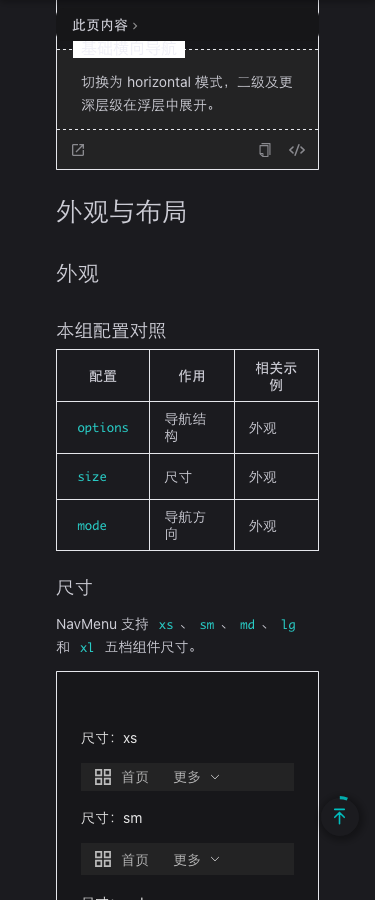 此页内容 ›
基础横向导航
切换为 horizontal 模式，二级及更
深层级在浮层中展开。
外观与布局
外观
本组配置对照
配置 作用 相关示例
options 导航结构 外观
size 尺寸 外观
mode 导航方向 外观
尺寸
NavMenu 支持 xs 、 sm 、 md 、 lg
和 xl 五档组件尺寸。
尺寸：xs
首页 更多
尺寸：sm
首页 更多